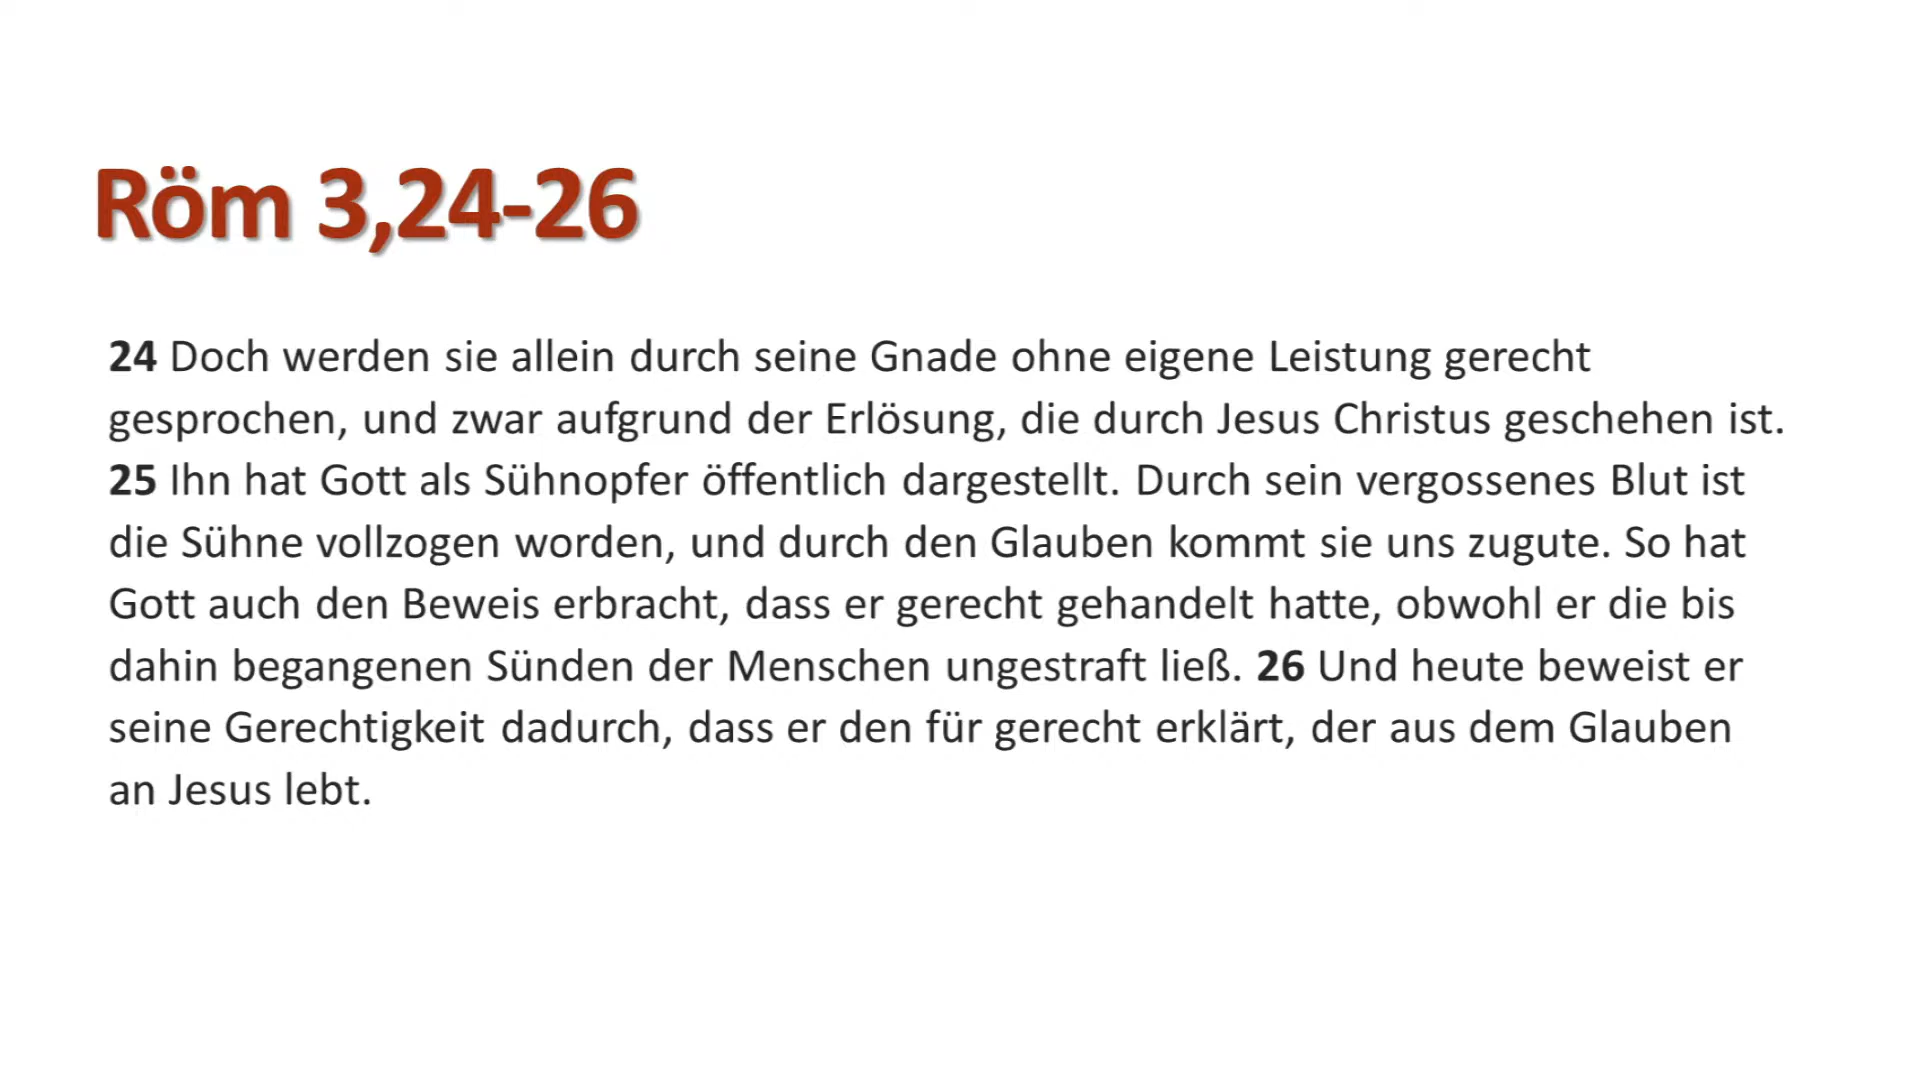 Röm 3,24-26
24 Doch werden sie allein durch seine Gnade ohne eigene Leistung gerecht
gesprochen, und zwar aufgrund der Erlösung, die durch Jesus Christus geschehen ist.
25 Ihn hat Gott als Sühnopfer öffentlich dargestellt. Durch sein vergossenes Blut ist
die Sühne vollzogen worden, und durch den Glauben kommt sie uns zugute. So hat
Gott auch den Beweis erbracht, dass er gerecht gehandelt hatte, obwohl er die bis
dahin begangenen Sünden der Menschen ungestraft ließ. 26 Und heute beweist er
seine Gerechtigkeit dadurch, dass er den für gerecht erklärt, der aus dem Glauben
an Jesus lebt.